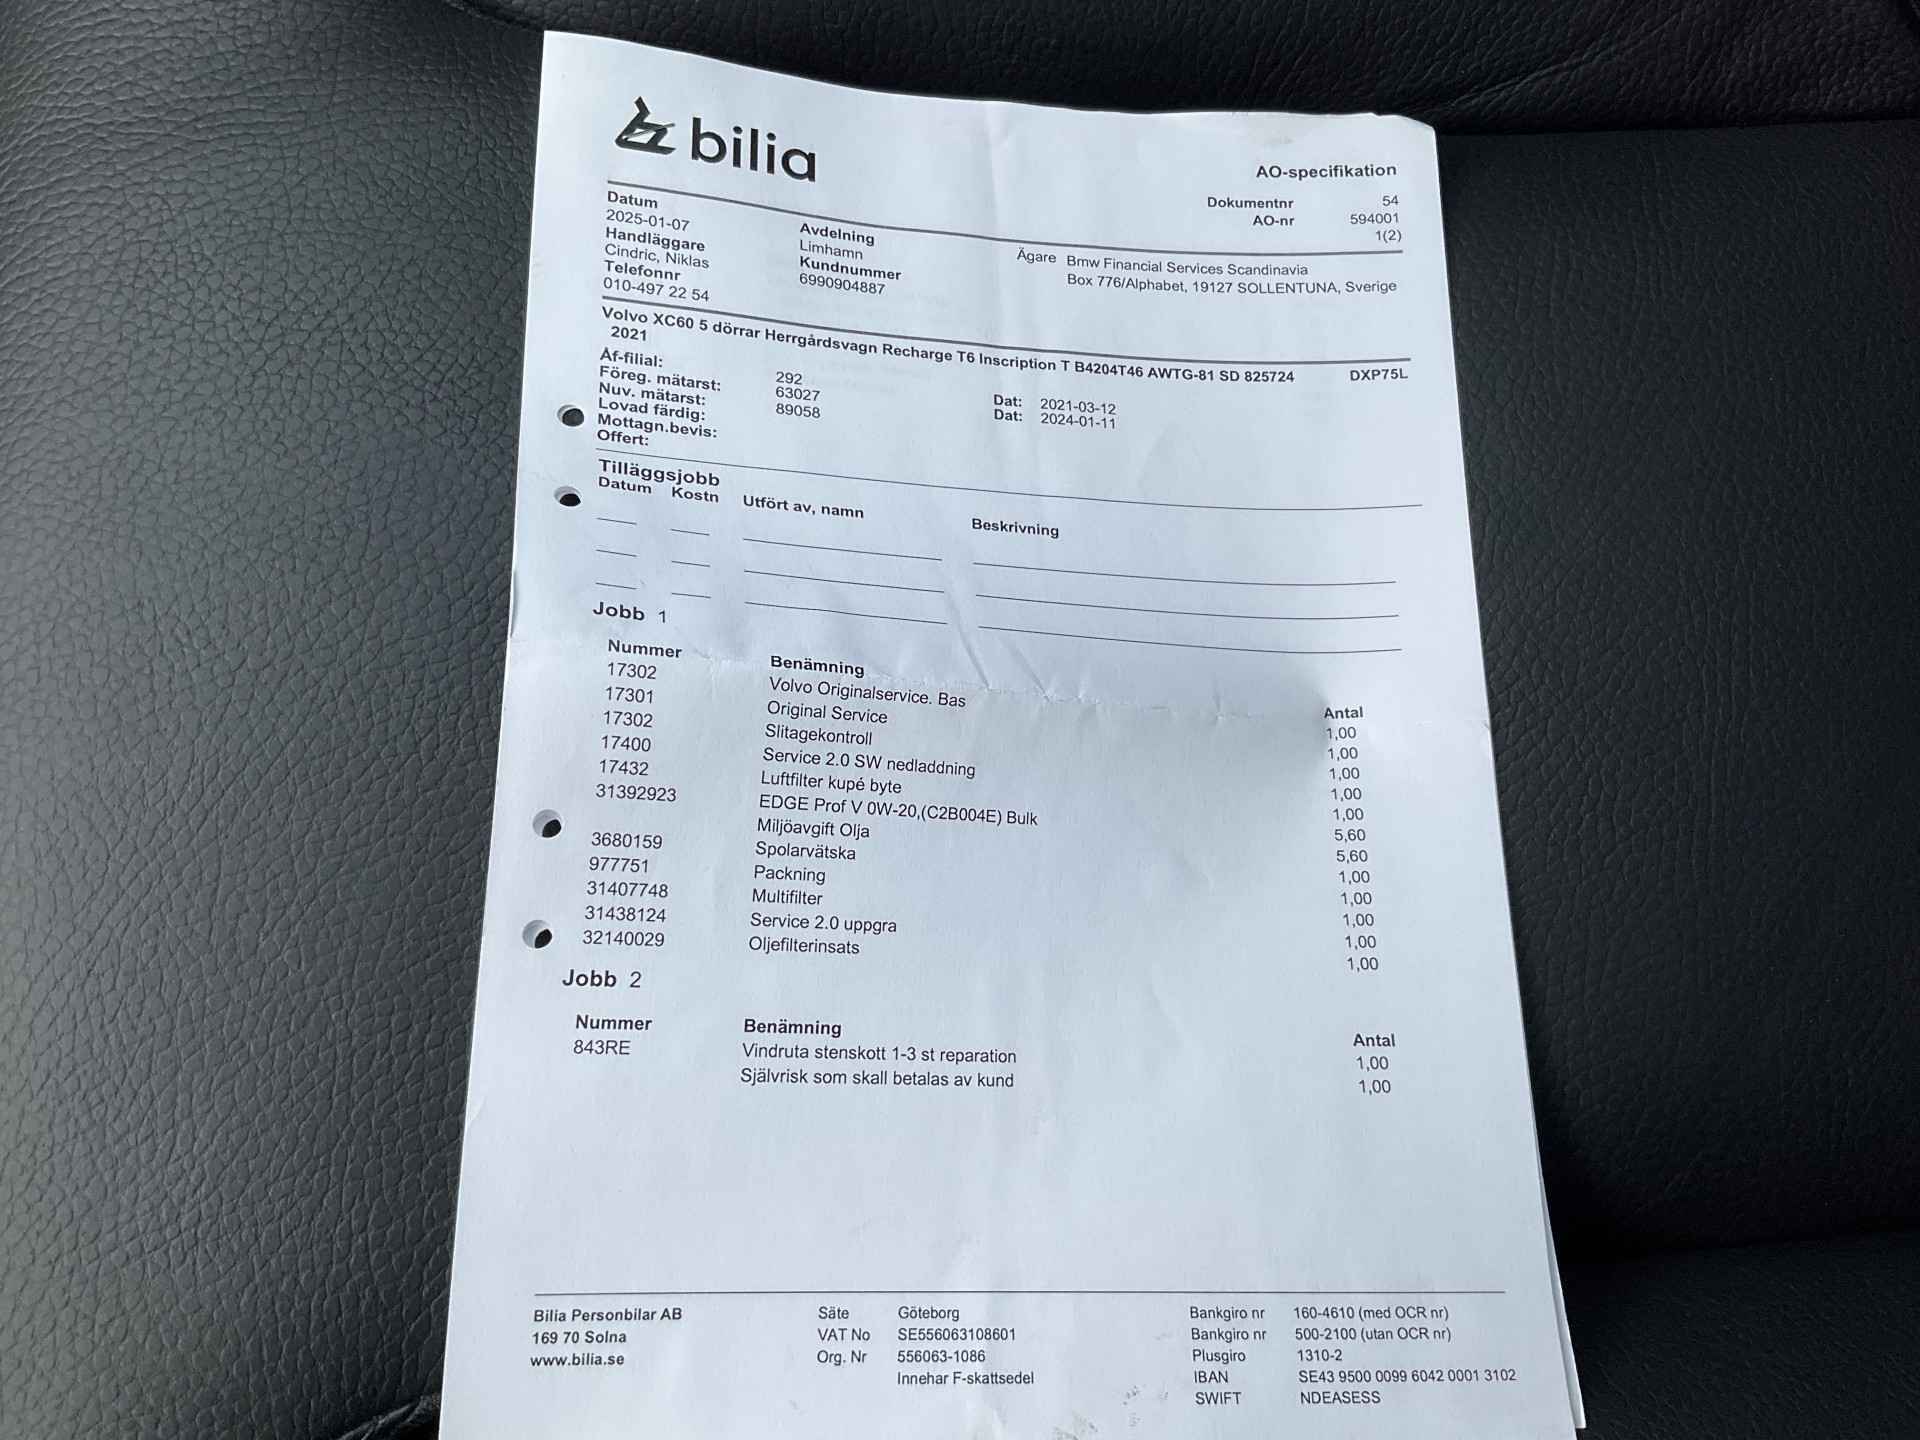 bilia
AO-specifikation
Dokumentnr 54
AO-nr 594001
1(2)
Datum
2025-01-07
Handläggare
Cindric, Niklas
Telefonnr
010-497 22 54
Avdelning
Limhamn
Kundnummer
6990904887
Ägare Bmw Financial Services Scandinavia
Box 776/Alphabet, 19127 SOLLENTUNA, Sverige
Volvo XC60 5 dörrar Herrgårdsvagn Recharge T6 Inscription T B4204T46 AWTG-81 SD 825724 DXP75L
2021
Åf-filial: 292
Föreg. mätarst: 63027 Dat: 2021-03-12
Nuv. mätarst: 89058 Dat: 2024-01-11
Lovad färdig:
Mottagn.bevis:
Offert:
Tilläggsjobb
Datum Kostn Utfört av, namn Beskrivning
Jobb 1
Nummer Benämning Antal
17302 Volvo Originalservice. Bas 1,00
17301 Original Service 1,00
17302 Slitagekontroll 1,00
17400 Service 2.0 SW nedladdning 1,00
17432 Luftfilter kupé byte 1,00
31392923 EDGE Prof V 0W-20,(C2B004E) Bulk 5,60
Miljöavgift Olja 5,60
3680159 Spolarvätska 1,00
977751 Packning 1,00
31407748 Multifilter 1,00
31438124 Service 2.0 uppgra 1,00
32140029 Oljefilterinsats 1,00
Jobb 2
Nummer Benämning Antal
843RE Vindruta stenskott 1-3 st reparation 1,00
Självrisk som skall betalas av kund 1,00
Bilia Personbilar AB Säte Göteborg Bankgiro nr 160-4610 (med OCR nr)
169 70 Solna VAT No SE556063108601 Bankgiro nr 500-2100 (utan OCR nr)
www.bilia.se Org. Nr 556063-1086 Plusgiro 1310-2
Innehar F-skattsedel IBAN SE43 9500 0099 6042 0001 3102
SWIFT NDEASESS